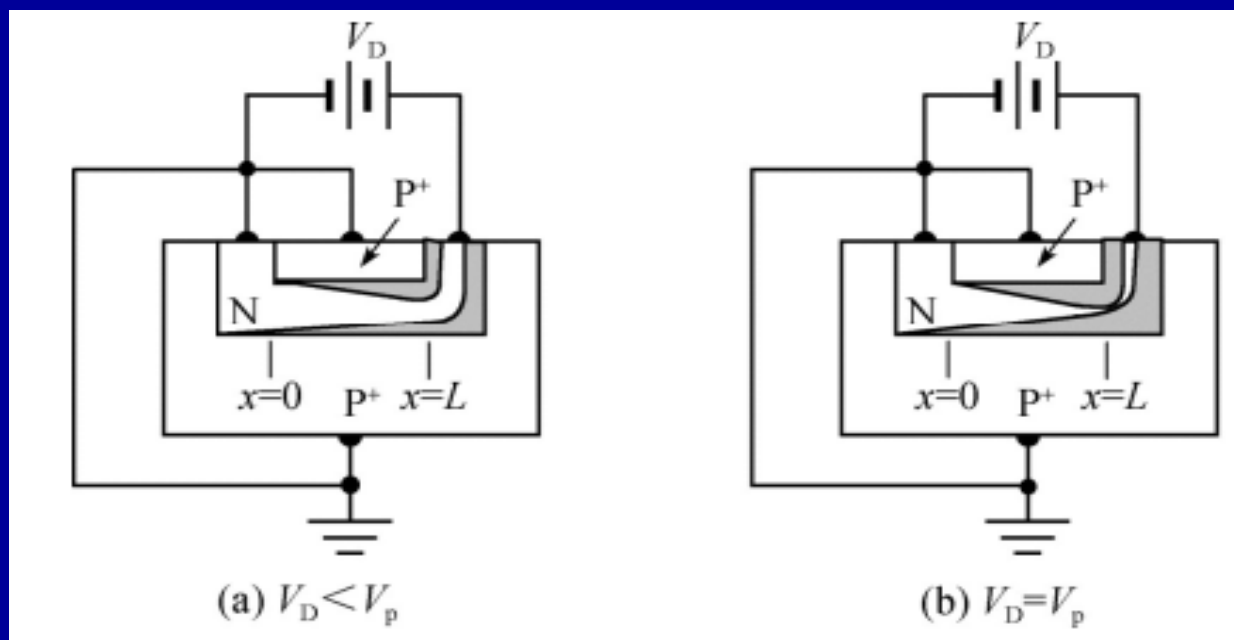 V_D V_D
P⁺ P⁺
N N
x=0 P⁺ x=L x=0 P⁺ x=L
(a) V_D<V_p (b) V_D=V_p